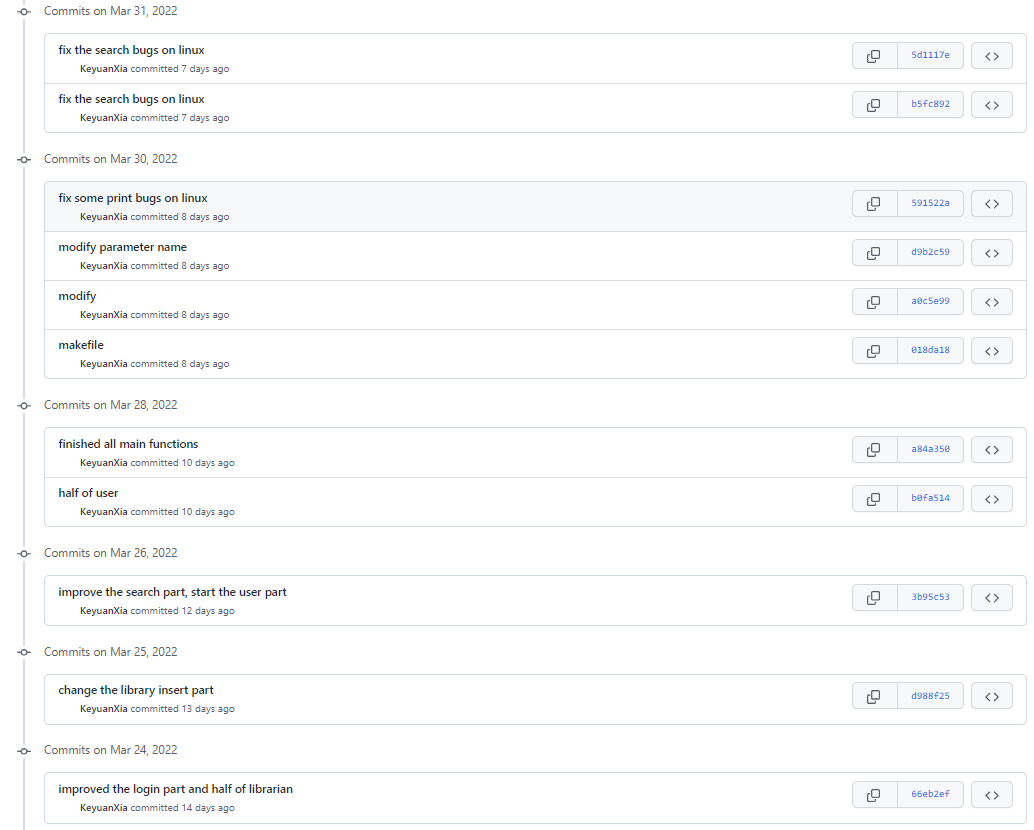 Commits on Mar 31, 2022
fix the search bugs on linux
5d1117e
KeyuanXia committed 7 days ago
fix the search bugs on linux
b5fc892
KeyuanXia committed 7 days ago
Commits on Mar 30, 2022
fix some print bugs on linux
591522a
KeyuanXia committed 8 days ago
modify parameter name
d9b2c59
KeyuanXia committed 8 days ago
modify
a0c5e99
KeyuanXia committed 8 days ago
makefile
018da18
KeyuanXia committed 8 days ago
Commits on Mar 28, 2022
finished all main functions
a84a350
KeyuanXia committed 10 days ago
half of user
b0fa514
KeyuanXia committed 10 days ago
Commits on Mar 26, 2022
improve the search part, start the user part
3b95c53
KeyuanXia committed 12 days ago
Commits on Mar 25, 2022
change the library insert part
d988f25
KeyuanXia committed 13 days ago
Commits on Mar 24, 2022
improved the login part and half of librarian
66eb2ef
KeyuanXia committed 14 days ago